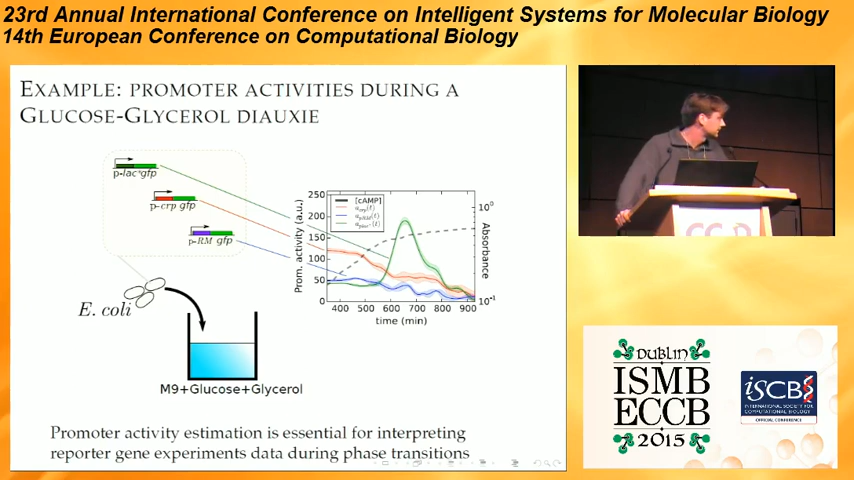 23rd Annual International Conference on Intelligent Systems for Molecular Biology
14th European Conference on Computational Biology
EXAMPLE: PROMOTER ACTIVITIES DURING A
GLUCOSE-GLYCEROL DIAUXIE
p-lac*gfp
p-crp gfp
p-RM gfp
E. coli
M9+Glucose+Glycerol
Prom. activity (a.u.)
250
200
150
100
50
0
[cAMP]
400
500
600
700
800
900
time (min)
10⁰
10⁻¹
Absorbance
Promoter activity estimation is essential for interpreting
reporter gene experiments data during phase transitions
DUBLIN
ISMB
ECCB
2015
iSCB
INTERNATIONAL SOCIETY FOR
COMPUTATIONAL BIOLOGY
OFFICIAL CONFERENCE